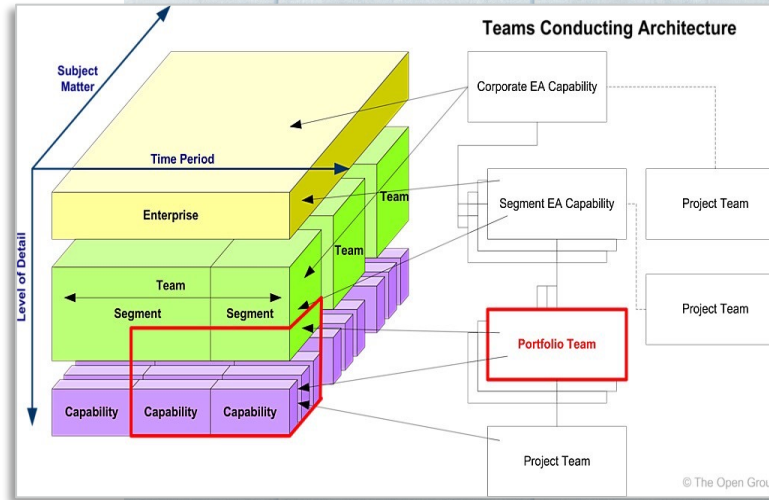 Teams Conducting Architecture
Subject
Matter
Corporate EA Capability
Time Period
Team
Enterprise
Segment EA Capability
Project Team
Team
Level of Detail
Team
Segment
Segment
Project Team
Portfolio Team
Capability
Capability
Capability
Project Team
© The Open